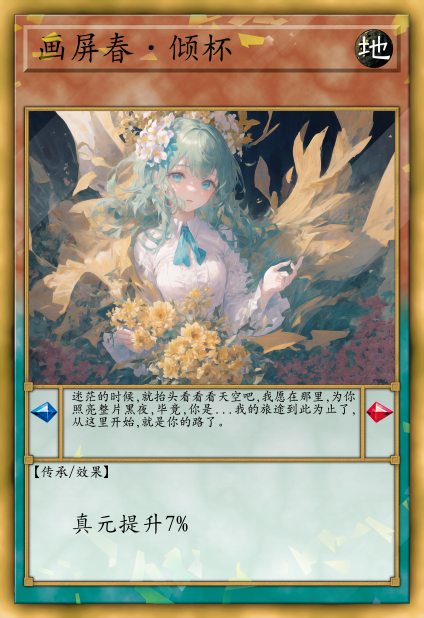 画屏春·倾杯
地
迷茫的时候,就抬头看看看天空吧,我愿在那里,为你
照亮整片黑夜,毕竟,你是...我的旅途到此为止了,
从这里开始,就是你的路了。
【传承/效果】
真元提升7%